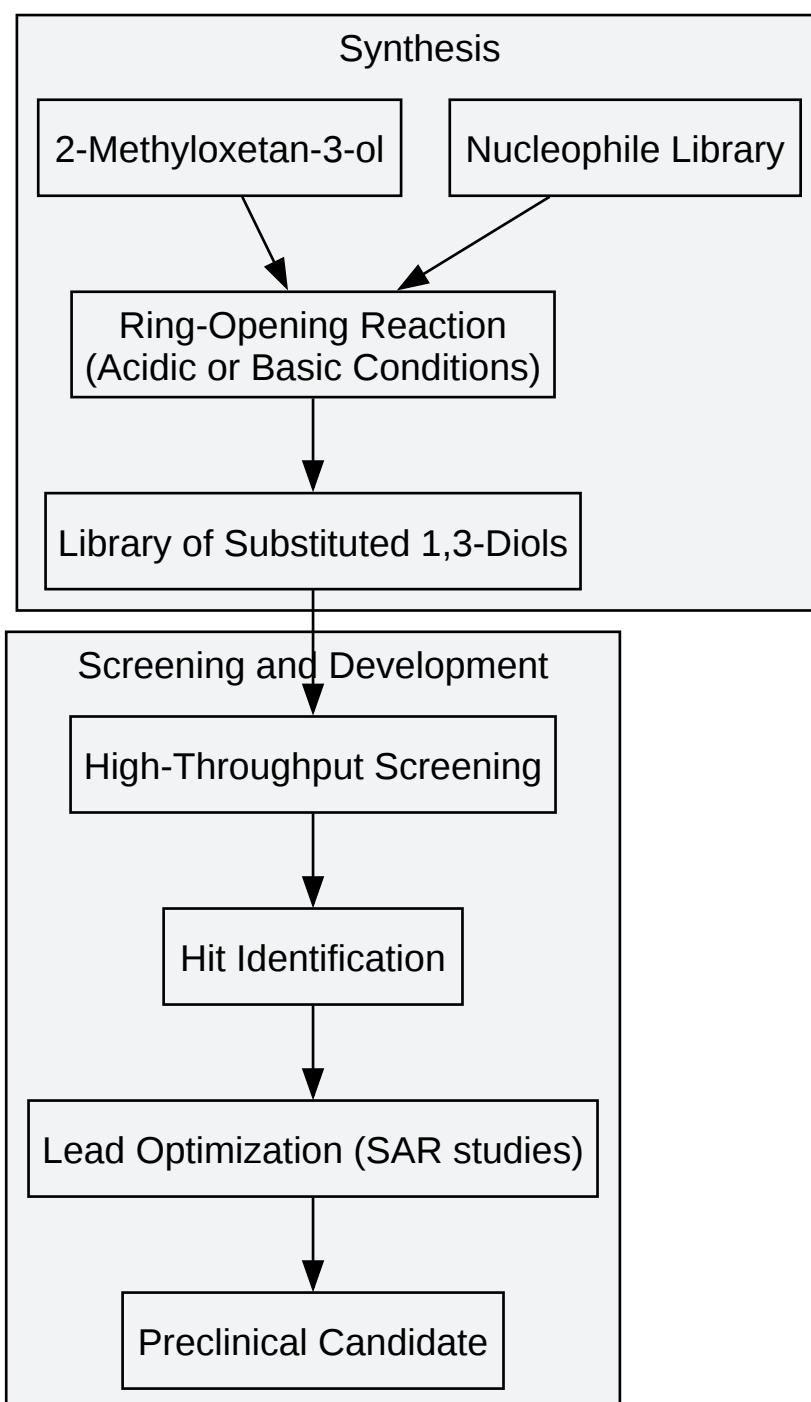 Synthesis
2-Methyloxetan-3-ol
Nucleophile Library
Ring-Opening Reaction
(Acidic or Basic Conditions)
Library of Substituted 1,3-Diols
Screening and Development
High-Throughput Screening
Hit Identification
Lead Optimization (SAR studies)
Preclinical Candidate